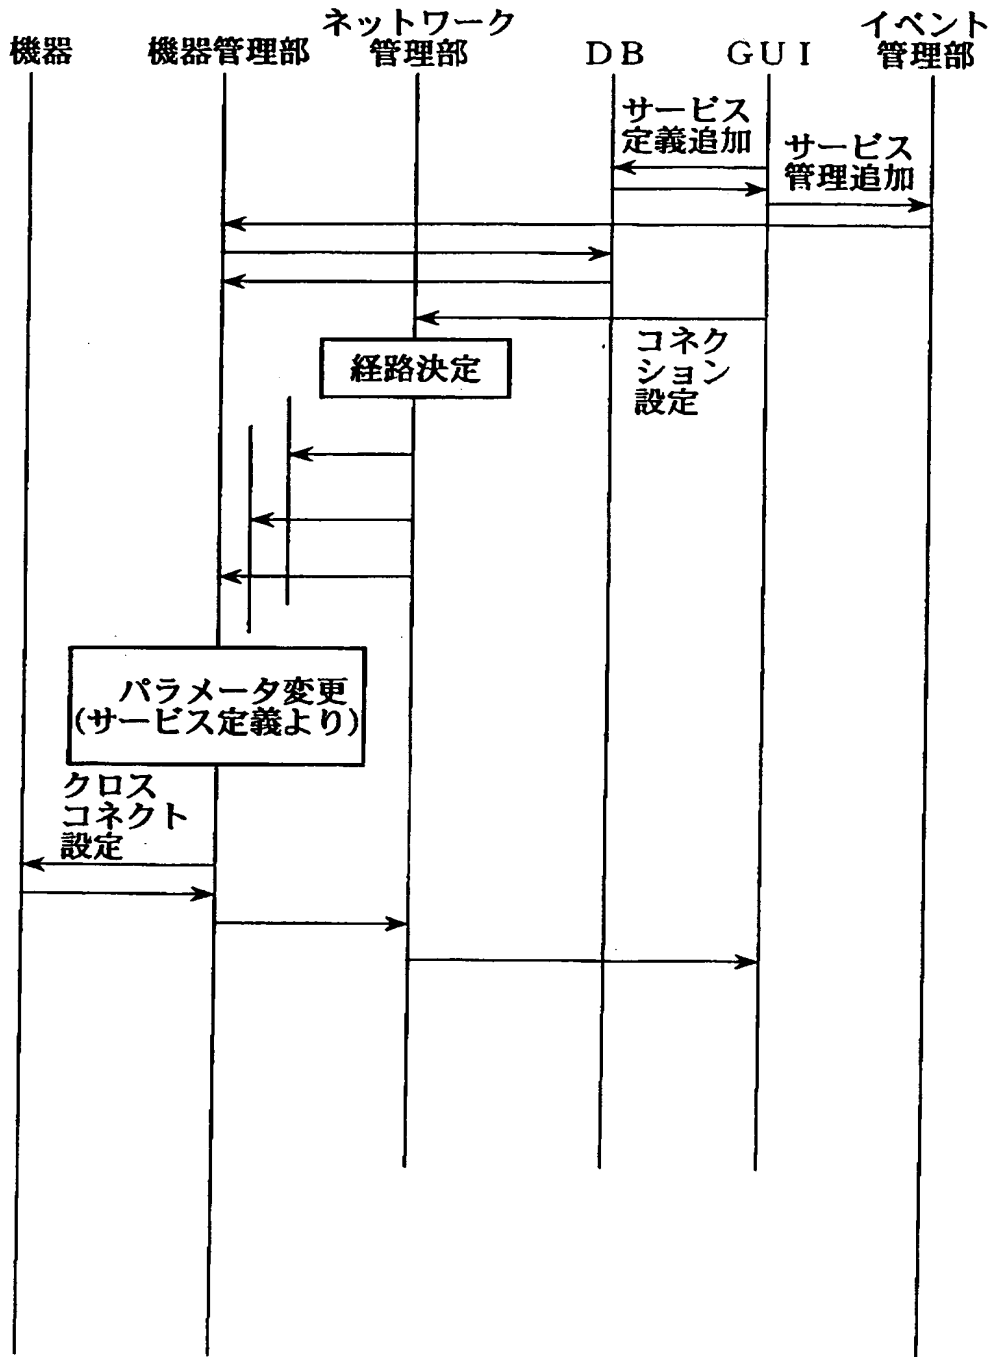 機器
機器管理部
ネットワーク
管理部
ＤＢ
ＧＵＩ
イベント
管理部
サービス
定義追加
サービス
管理追加
コネク
ション
設定
経路決定
パラメータ変更
(サービス定義より)
クロス
コネクト
設定